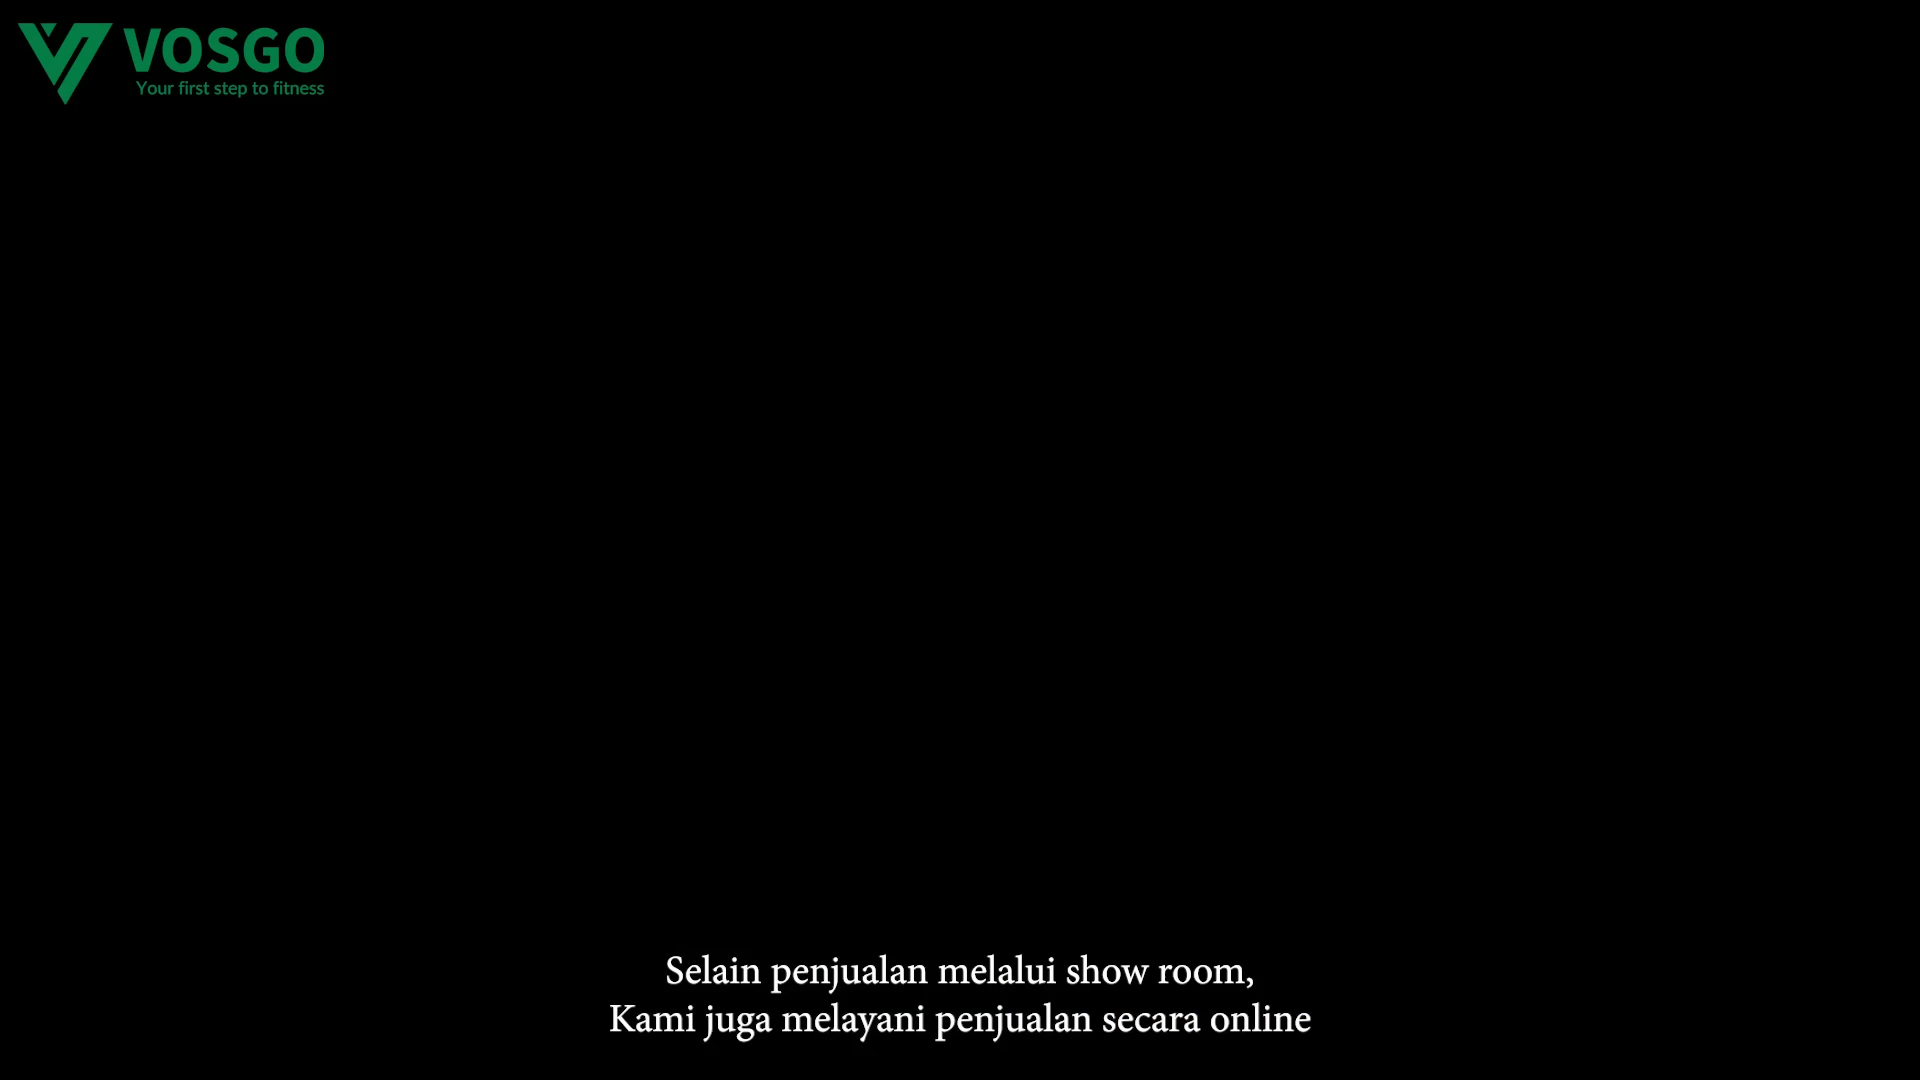 VOSGO
Your first step to fitness
Selain penjualan melalui show room,
Kami juga melayani penjualan secara online